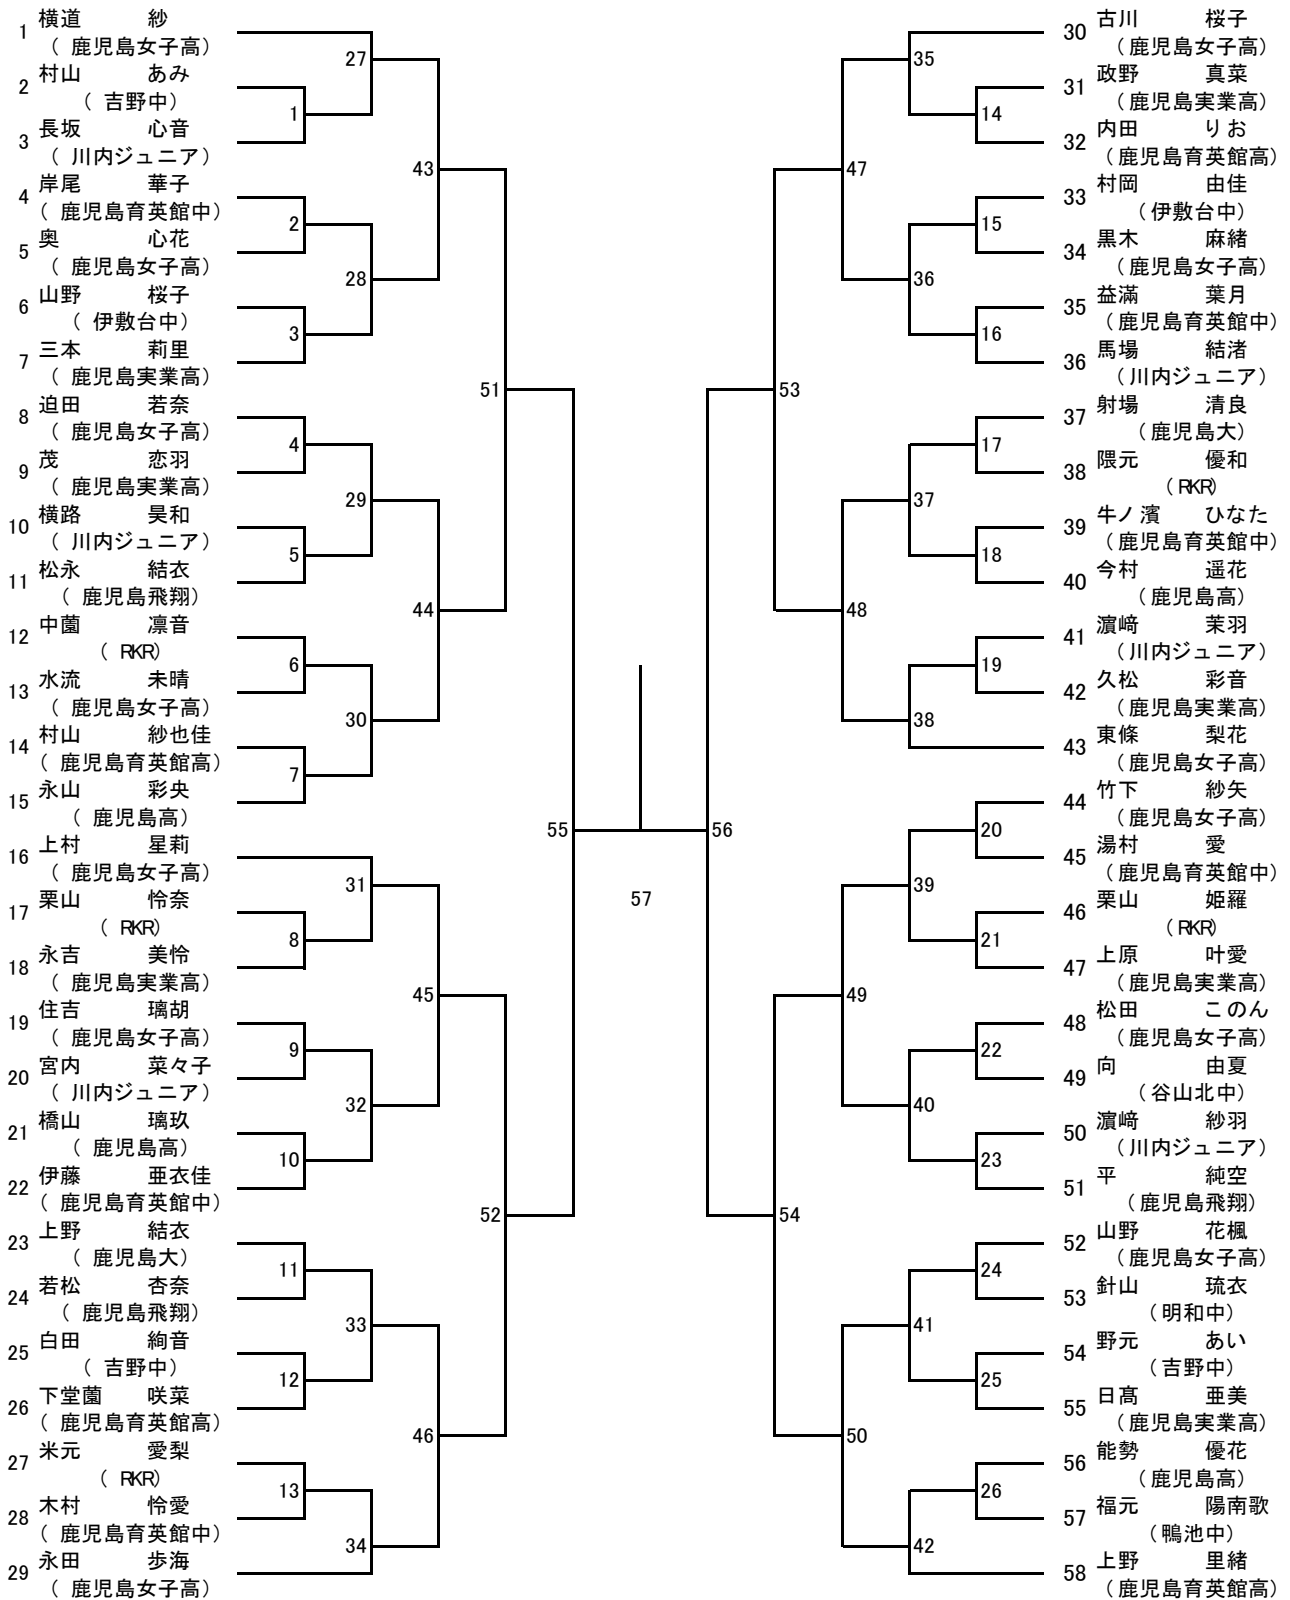 1 横道 紗
( 鹿児島女子高)
2 村山 あみ
( 吉野中)
3 長坂 心音
( 川内ジュニア)
4 岸尾 華子
( 鹿児島育英館中)
5 奥 心花
( 鹿児島女子高)
6 山野 桜子
( 伊敷台中)
7 三本 莉里
( 鹿児島実業高)
8 迫田 若奈
( 鹿児島女子高)
9 茂 恋羽
( 鹿児島実業高)
10 横路 昊和
( 川内ジュニア)
11 松永 結衣
( 鹿児島飛翔)
12 中薗 凛音
( RKR)
13 水流 未晴
( 鹿児島女子高)
14 村山 紗也佳
( 鹿児島育英館高)
15 永山 彩央
( 鹿児島高)
16 上村 星莉
( 鹿児島女子高)
17 栗山 怜奈
( RKR)
18 永吉 美怜
( 鹿児島実業高)
19 住吉 璃胡
( 鹿児島女子高)
20 宮内 菜々子
( 川内ジュニア)
21 橋山 璃玖
( 鹿児島高)
22 伊藤 亜衣佳
( 鹿児島育英館中)
23 上野 結衣
( 鹿児島大)
24 若松 杏奈
( 鹿児島飛翔)
25 白田 絢音
( 吉野中)
26 下堂薗 咲菜
( 鹿児島育英館高)
27 米元 愛梨
( RKR)
28 木村 怜愛
( 鹿児島育英館中)
29 永田 歩海
( 鹿児島女子高)
1
2
3
4
5
6
7
8
9
10
11
12
13
27
28
29
30
31
32
33
34
43
44
45
46
51
52
55
57
56
53
54
47
48
49
50
35
36
37
38
39
40
41
42
14
15
16
17
18
19
20
21
22
23
24
25
26
30 古川 桜子
(鹿児島女子高)
31 政野 真菜
(鹿児島実業高)
32 内田 りお
(鹿児島育英館高)
33 村岡 由佳
(伊敷台中)
34 黒木 麻緒
(鹿児島女子高)
35 益満 葉月
(鹿児島育英館中)
36 馬場 結渚
(川内ジュニア)
37 射場 清良
(鹿児島大)
38 隈元 優和
(RKR)
39 牛ノ濱 ひなた
(鹿児島育英館中)
40 今村 遥花
(鹿児島高)
41 濵﨑 茉羽
(川内ジュニア)
42 久松 彩音
(鹿児島実業高)
43 東條 梨花
(鹿児島女子高)
44 竹下 紗矢
(鹿児島女子高)
45 湯村 愛
(鹿児島育英館中)
46 栗山 姫羅
(RKR)
47 上原 叶愛
(鹿児島実業高)
48 松田 このん
(鹿児島女子高)
49 向 由夏
(谷山北中)
50 濵﨑 紗羽
(川内ジュニア)
51 平 純空
(鹿児島飛翔)
52 山野 花楓
(鹿児島女子高)
53 針山 琉衣
(明和中)
54 野元 あい
(吉野中)
55 日髙 亜美
(鹿児島実業高)
56 能勢 優花
(鹿児島高)
57 福元 陽南歌
(鴨池中)
58 上野 里緒
(鹿児島育英館高)